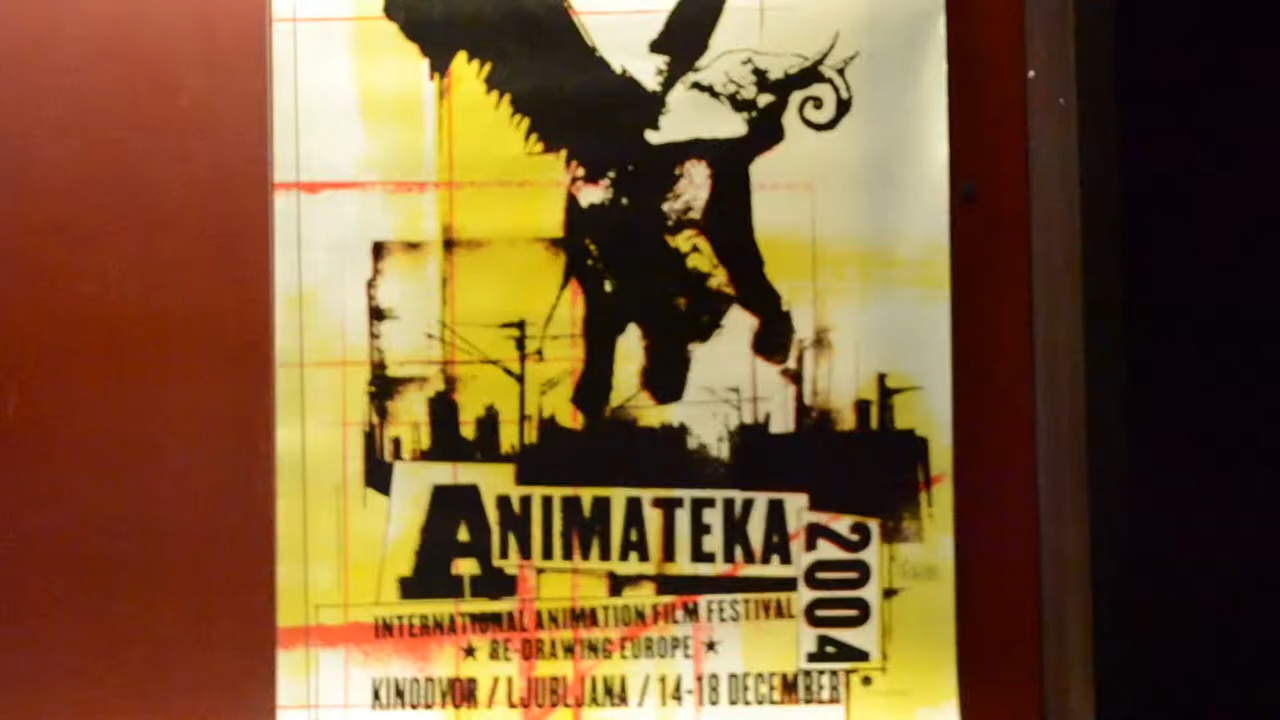 ANIMATEKA
2004
INTERNATIONAL ANIMATION FILM FESTIVAL
★ RE-DRAWING EUROPE ★
KINODVOR / LJUBLJANA / 14-18 DECEMBER